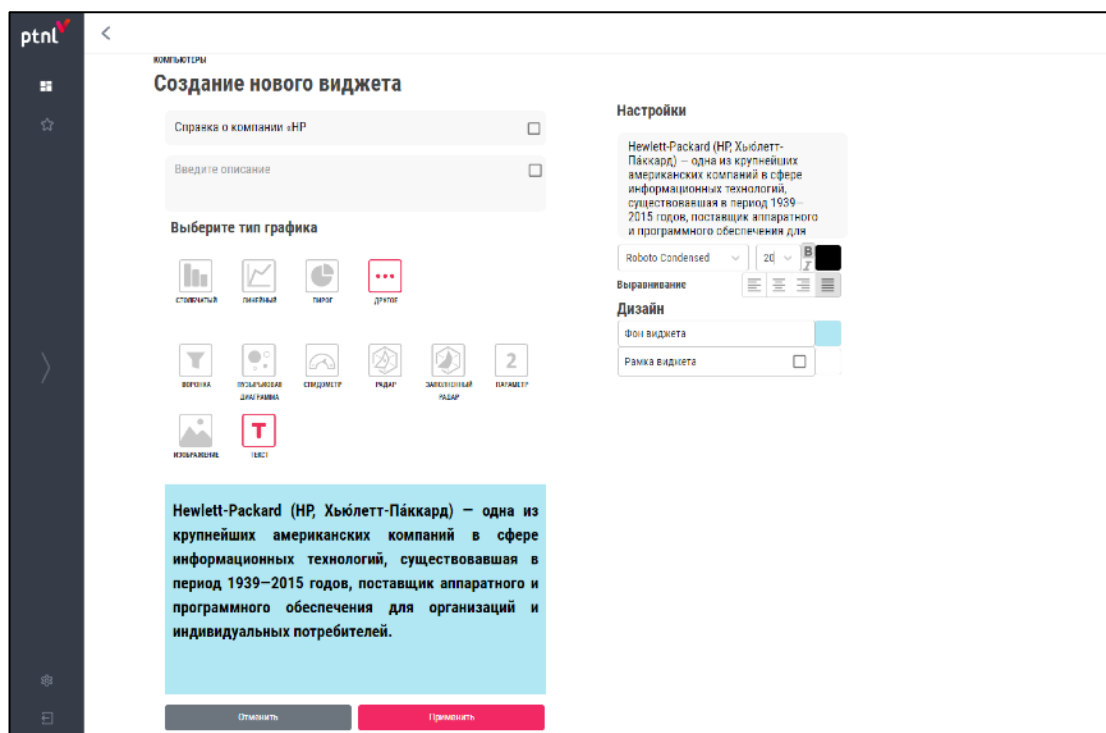 ptnl
КОМПЬЮТЕРЫ
Создание нового виджета
Справка о компании «HP
Введите описание
Выберите тип графика
СТОЛБЧАТЫЙ
ЛИНЕЙНЫЙ
ПИРОГ
ДРУГОЕ
ВОРОНКА
ПУЗЫРЬКОВАЯ
ДИАГРАММА
СПИДОМЕТР
РАДАР
ЗАПОЛНЕННЫЙ
РАДАР
2
ПАРАМЕТР
ИЗОБРАЖЕНИЕ
T
ТЕКСТ
Hewlett-Packard (HP, Хью́летт-Па́ккард) — одна из
крупнейших американских компаний в сфере
информационных технологий, существовавшая в
период 1939—2015 годов, поставщик аппаратного и
программного обеспечения для организаций и
индивидуальных потребителей.
Отменить
Применить
Настройки
Hewlett-Packard (HP, Хью́летт-
Па́ккард) — одна из крупнейших
американских компаний в сфере
информационных технологий,
существовавшая в период 1939—
2015 годов, поставщик аппаратного
и программного обеспечения для
Roboto Condensed
20
B
I
Выравнивание
Дизайн
Фон виджета
Рамка виджета